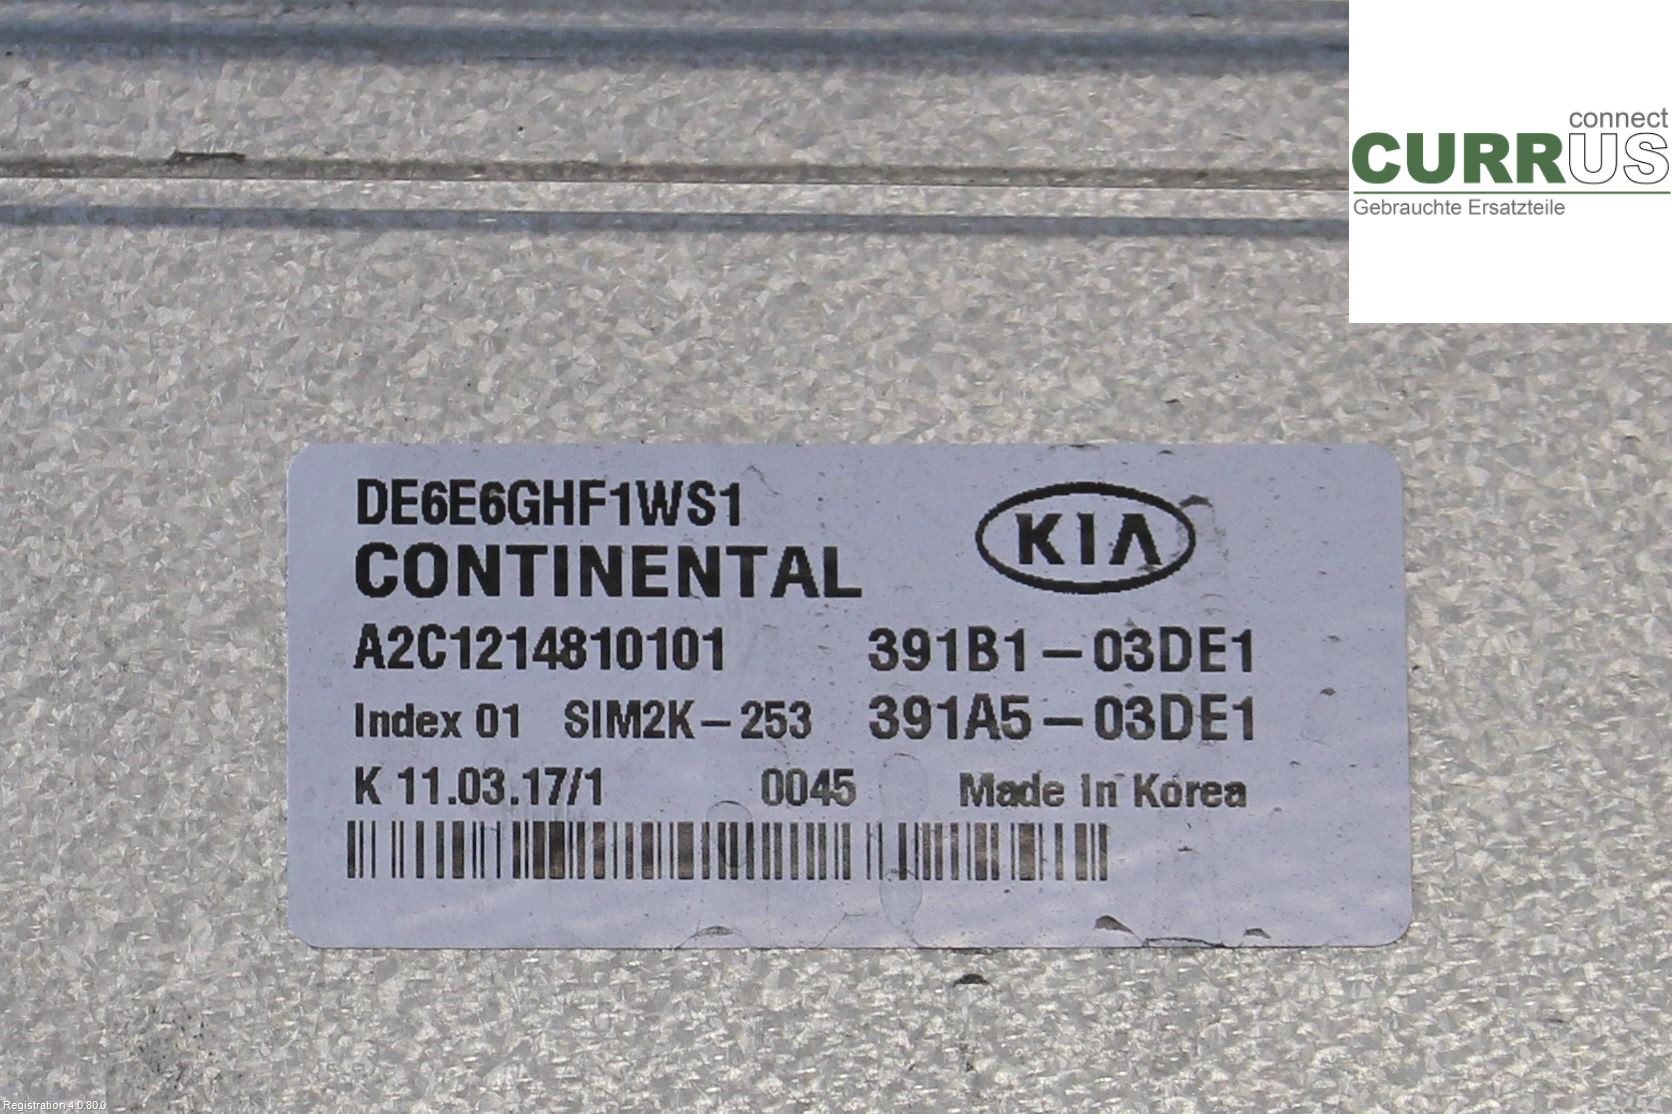 connect
CURRUS
Gebrauchte Ersatzteile
DE6E6GHF1WS1
KIA
CONTINENTAL
A2C1214810101 391B1-03DE1
Index 01 SIM2K-253 391A5-03DE1
K 11.03.17/1 0045 Made In Korea
Registration 4.0.80.0